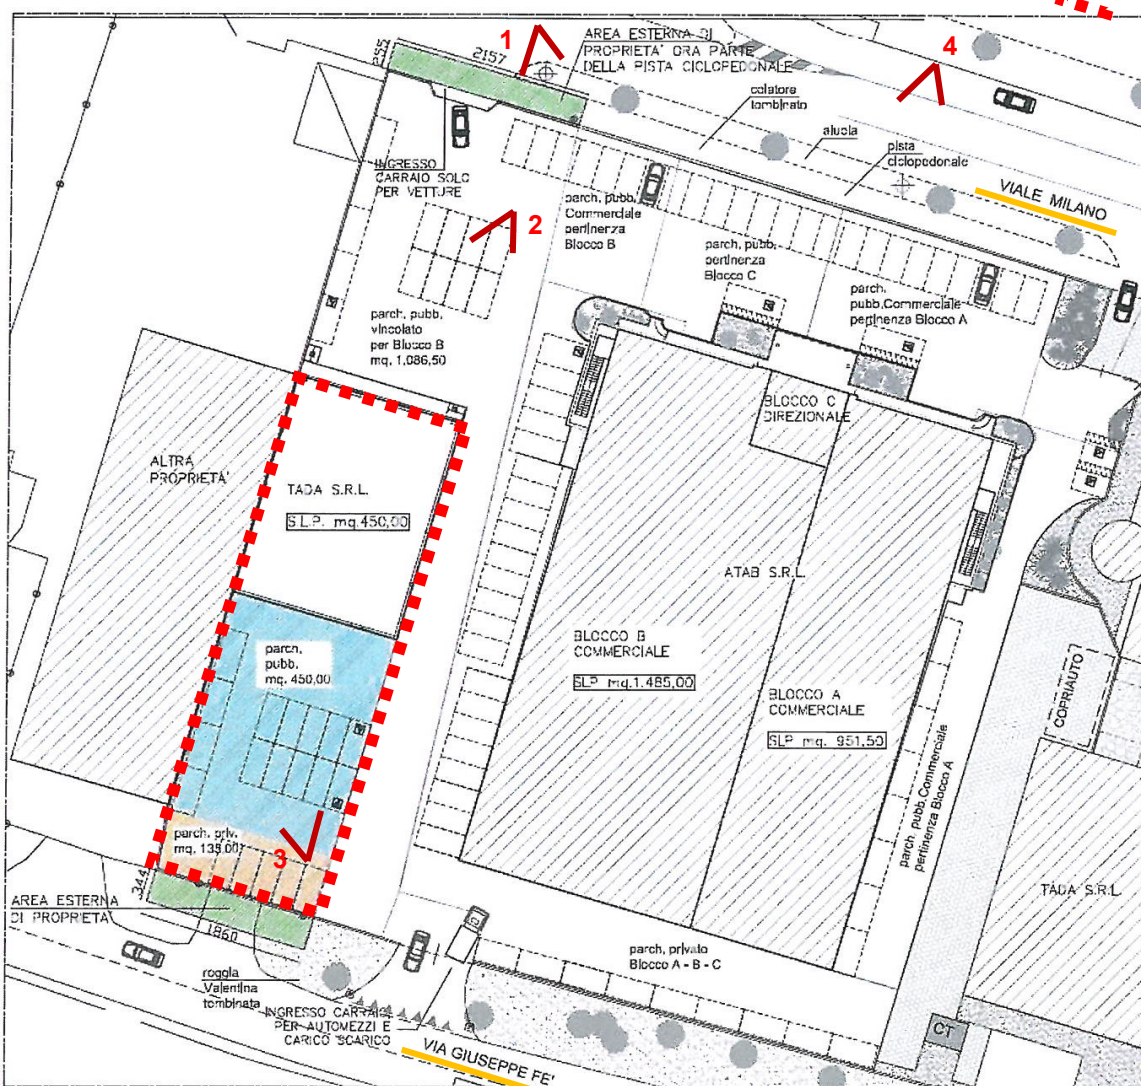 1
AREA ESTERNA DI
PROPRIETA' ORA PARTE
DELLA PISTA CICLOPEDONALE
4
255
2157
colatore
tombinato
aiuola
pista
ciclopedonale
VIALE MILANO
INGRESSO
CARRAIO SOLO
PER VETTURE
2
parch. pubb.
Commerciale
pertinenza
Blocco B
parch. pubb.
pertinenza
Blocco C
parch.
pubb.Commerciale
pertinenza Blocco A
parch. pubb.
vincolato
per Blocco B
mq. 1.086,50
BLOCCO C
DIREZIONALE
ALTRA
PROPRIETA'
TADA S.R.L.
S.L.P. mq.450,00
ATAB S.R.L.
parch.
pubb.
mq. 450,00
BLOCCO B
COMMERCIALE
SLP mq.1.485,00
BLOCCO A
COMMERCIALE
SLP mq. 951,50
COPRIAUTO
parch. pubb.Commerciale
pertinenza Blocco A
parch. priv.
mq. 138,00
3
344
AREA ESTERNA
DI PROPRIETA'
1860
TADA S.R.L.
parch. privato
Blocco A - B - C
roggia
Valentina
tombinata
INGRESSO CARRAIO
PER AUTOMEZZI E
CARICO SCARICO
CT
VIA GIUSEPPE FE'